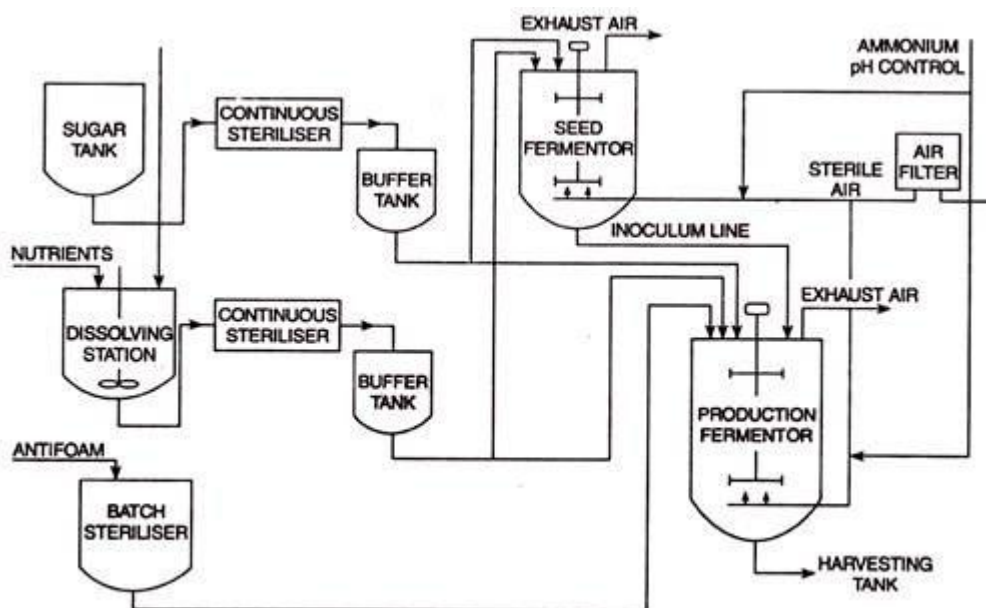 EXHAUST AIR
AMMONIUM
pH CONTROL
SUGAR
TANK
CONTINUOUS
STERILISER
SEED
FERMENTOR
AIR
FILTER
BUFFER
TANK
STERILE
AIR
INOCULUM LINE
NUTRIENTS
EXHAUST AIR
DISSOLVING
STATION
CONTINUOUS
STERILISER
BUFFER
TANK
PRODUCTION
FERMENTOR
ANTIFOAM
BATCH
STERILISER
HARVESTING
TANK